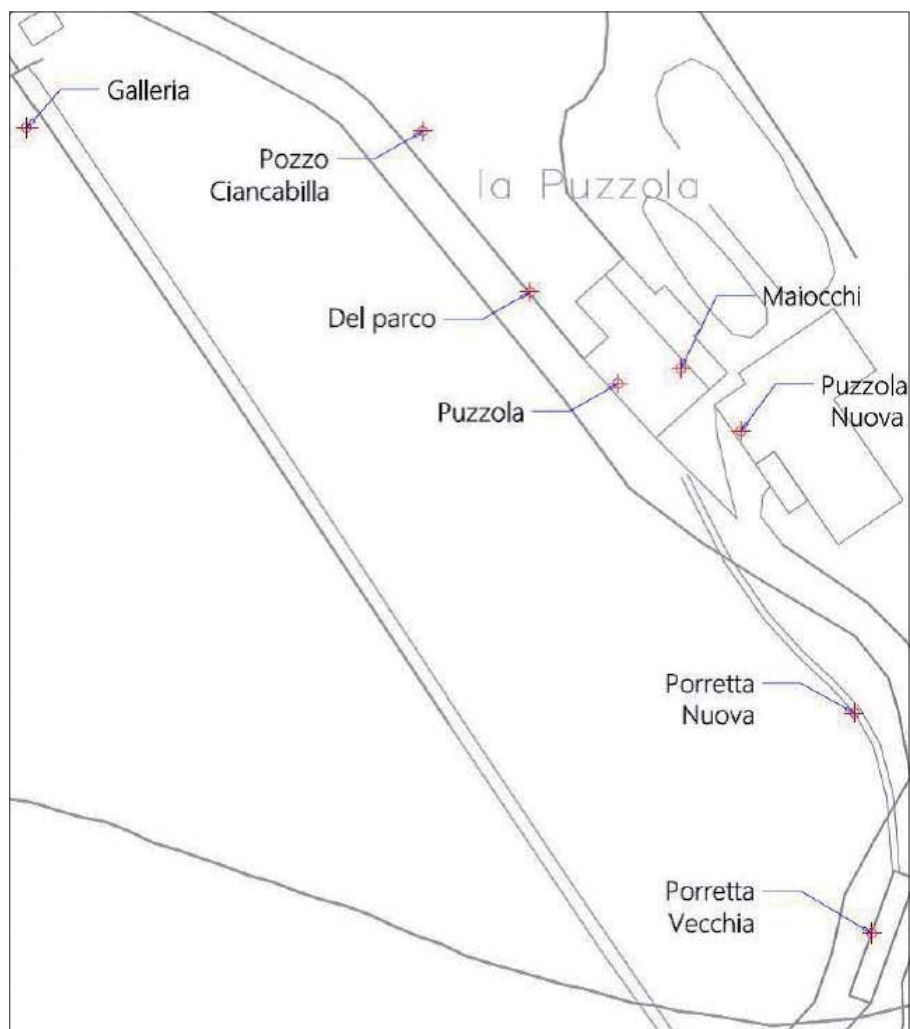 Galleria
Pozzo
Ciancabilla
la Puzzola
Del parco
Maiocchi
Puzzola
Puzzola
Nuova
Porretta
Nuova
Porretta
Vecchia